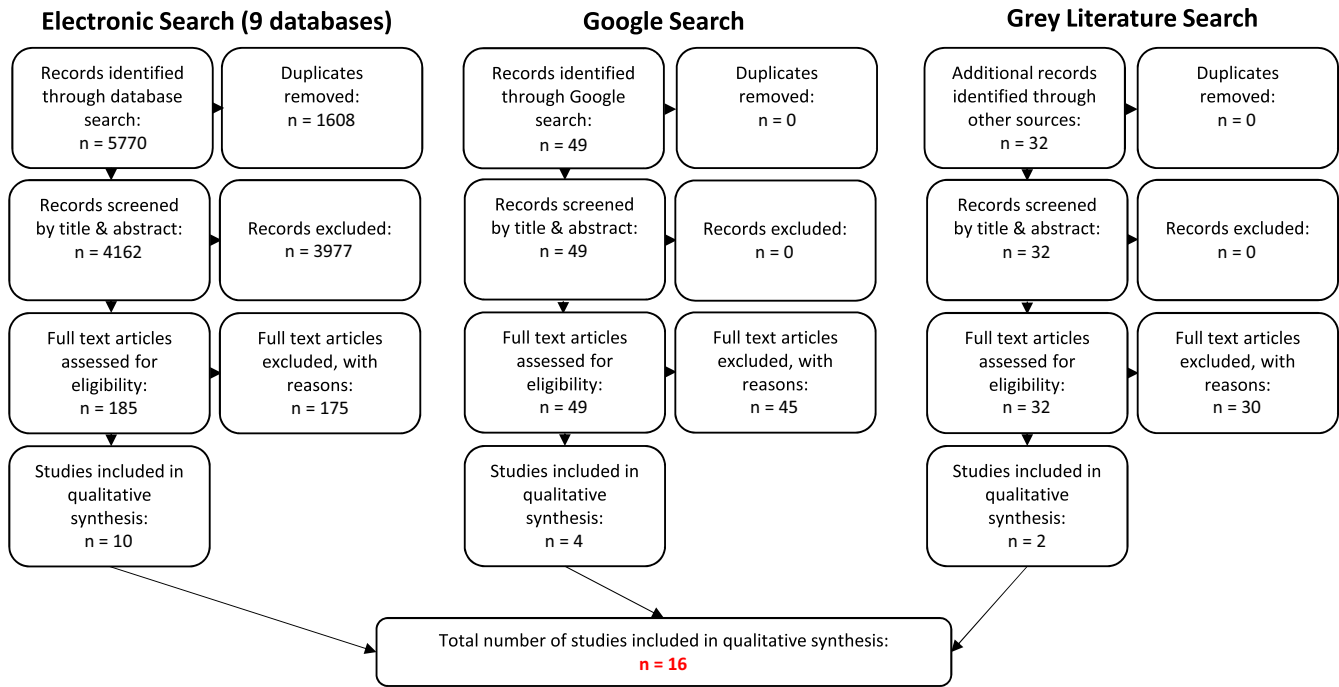 Electronic Search (9 databases)
Records identified
through database
search:
n = 5770
Duplicates
removed:
n = 1608
Records screened
by title & abstract:
n = 4162
Records excluded:
n = 3977
Full text articles
assessed for
eligibility:
n = 185
Full text articles
excluded, with
reasons:
n = 175
Studies included in
qualitative
synthesis:
n = 10
Google Search
Records identified
through Google
search:
n = 49
Duplicates
removed:
n = 0
Records screened
by title & abstract:
n = 49
Records excluded:
n = 0
Full text articles
assessed for
eligibility:
n = 49
Full text articles
excluded, with
reasons:
n = 45
Studies included in
qualitative
synthesis:
n = 4
Grey Literature Search
Additional records
identified through
other sources:
n = 32
Duplicates
removed:
n = 0
Records screened
by title & abstract:
n = 32
Records excluded:
n = 0
Full text articles
assessed for
eligibility:
n = 32
Full text articles
excluded, with
reasons:
n = 30
Studies included in
qualitative
synthesis:
n = 2
Total number of studies included in qualitative synthesis:
n = 16